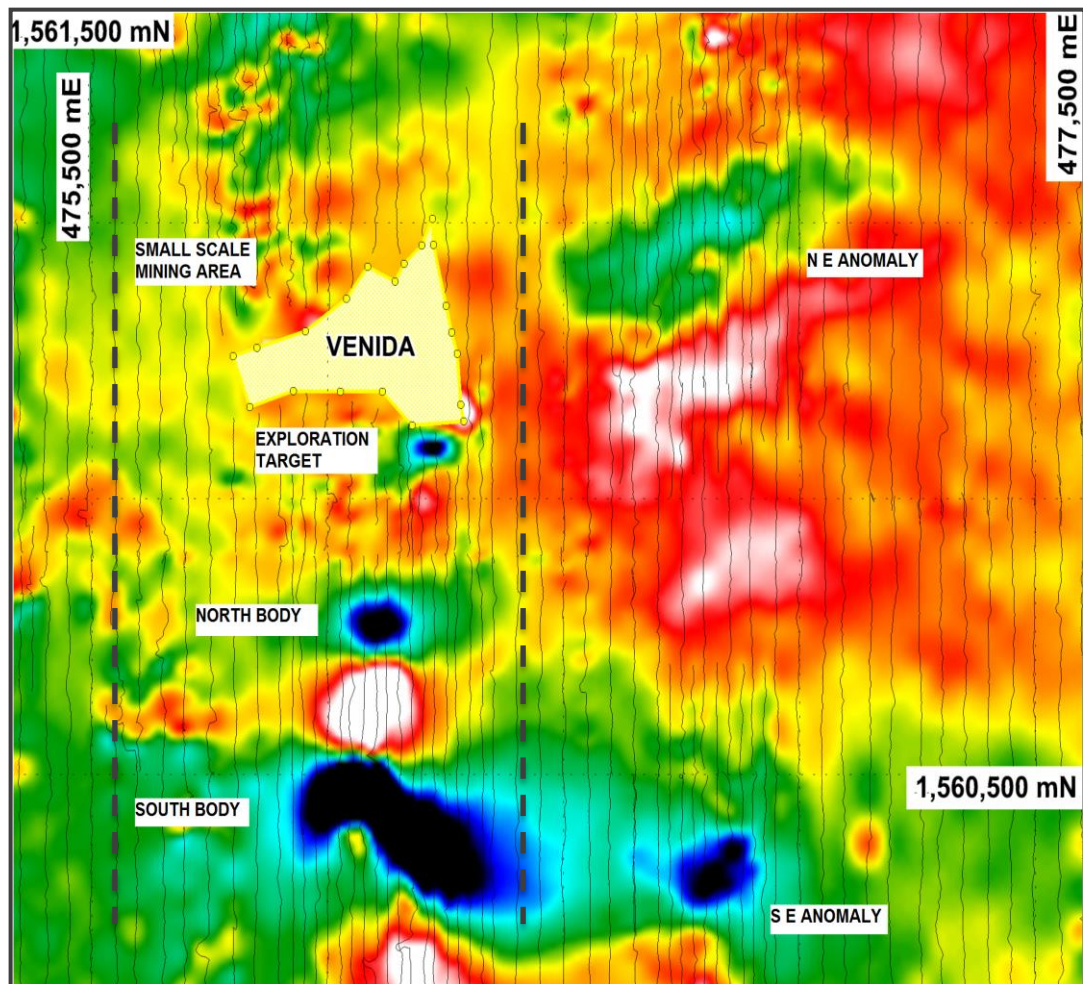 1,561,500 mN
477,500 mE
475,500 mE
SMALL SCALE
MINING AREA
N E ANOMALY
VENIDA
EXPLORATION
TARGET
NORTH BODY
1,560,500 mN
SOUTH BODY
S E ANOMALY